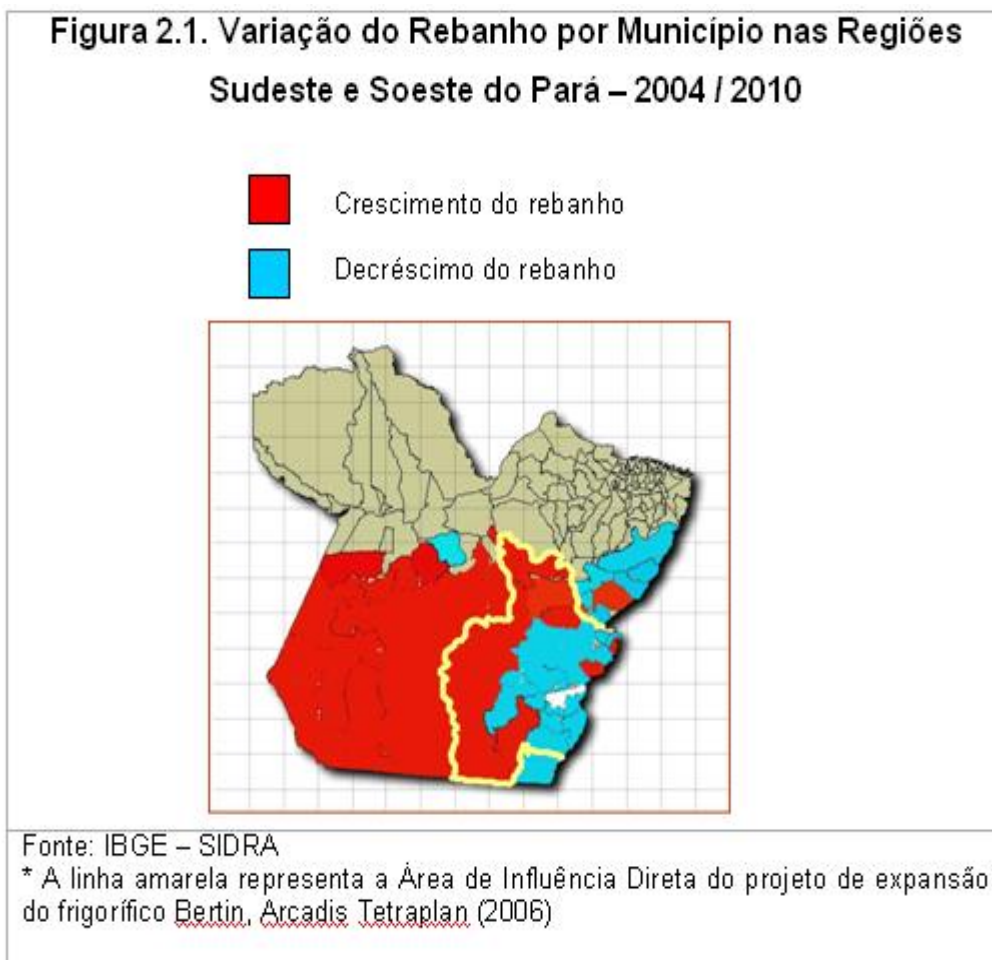 Figura 2.1. Variação do Rebanho por Município nas Regiões
Sudeste e Soeste do Pará – 2004 / 2010
Crescimento do rebanho
Decréscimo do rebanho
Fonte: IBGE – SIDRA
* A linha amarela representa a Área de Influência Direta do projeto de expansão
do frigorífico Bertin, Arcadis Tetraplan (2006)